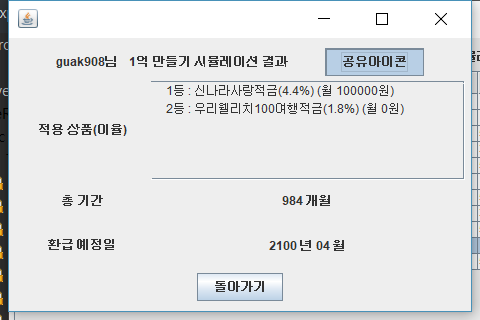 guak908님 1억 만들기 시뮬레이션 결과 공유아이콘
1등 : 신나라사랑적금(4.4%) (월 100000원)
2등 : 우리웰리치100여행적금(1.8%) (월 0원)
적용 상품(이율)
총 기간 984 개월
환급 예정일 2100 년 04 월
돌아가기